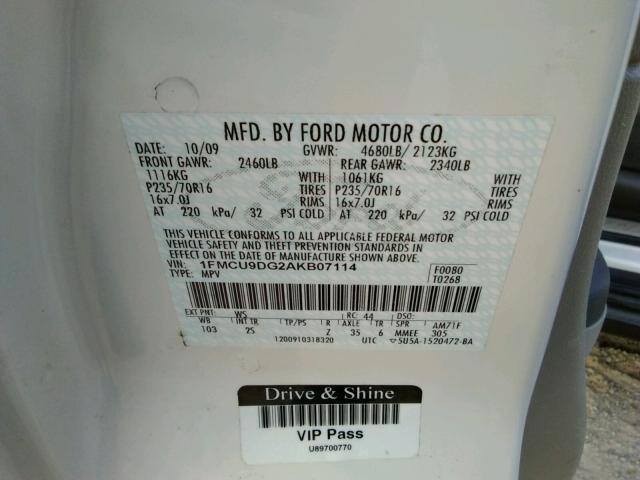 MFD. BY FORD MOTOR CO.
DATE: 10/09 GVWR: 4680LB/ 2123KG
FRONT GAWR: 2460LB REAR GAWR: 2340LB
1116KG WITH 1061KG WITH
P235/70R16 TIRES P235/70R16 TIRES
16x7.0J RIMS 16x7.0J RIMS
AT 220 kPa/ 32 PSI COLD AT 220 kPa/ 32 PSI COLD
THIS VEHICLE CONFORMS TO ALL APPLICABLE FEDERAL MOTOR
VEHICLE SAFETY AND THEFT PREVENTION STANDARDS IN
EFFECT ON THE DATE OF MANUFACTURE SHOWN ABOVE.
VIN: 1FMCU9DG2AKB07114 F0080
TYPE: MPV T0268
EXT PNT: WS RC: 44 DSO:
WB INT TR TP/PS R AXLE TR SPR AM71F
103 2S Z 35 6 MMEE 305
1200910318320 UTC 5U5A-1520472-BA
Drive & Shine
VIP Pass
U89700770